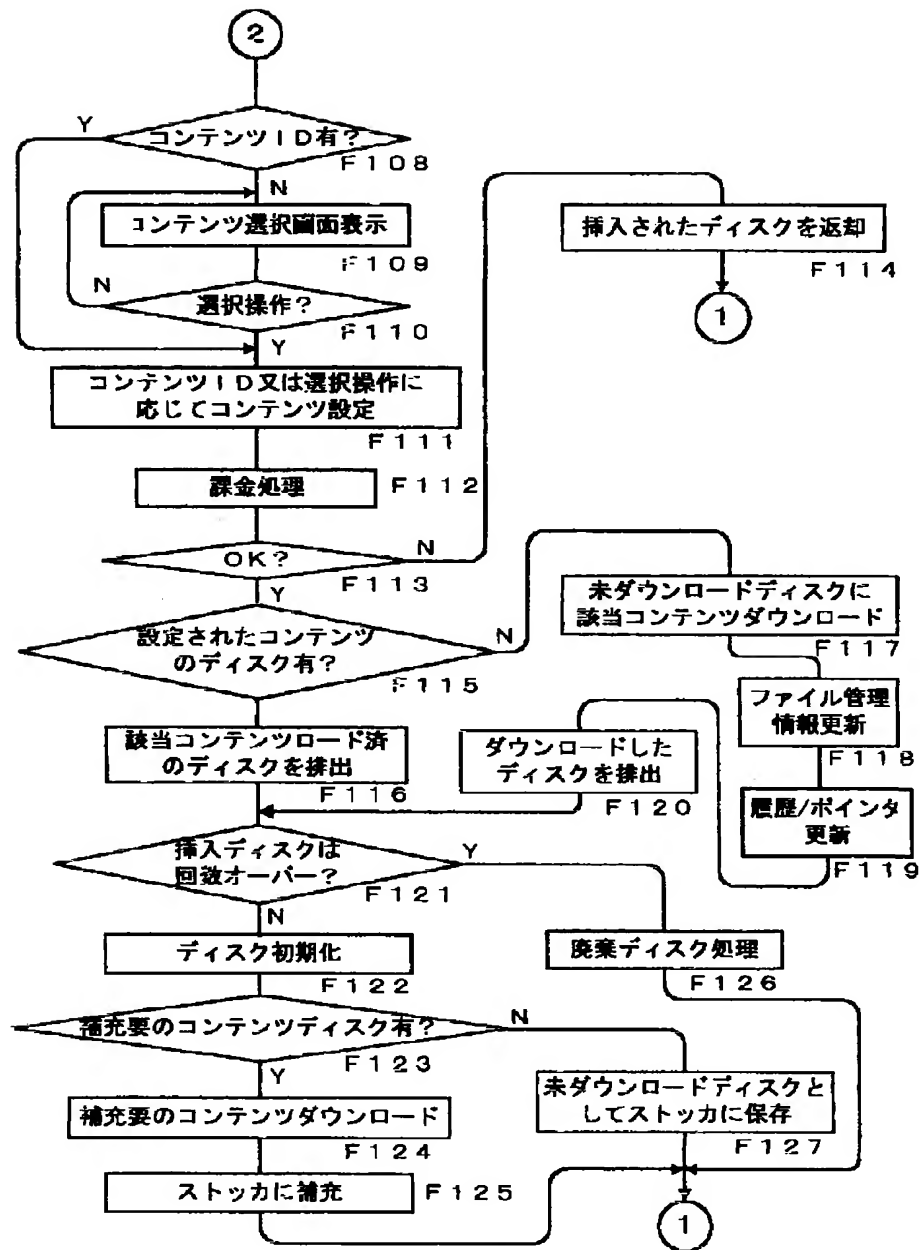 2
Y
コンテンツID有?
F108
N
コンテンツ選択画面表示
F109
N
選択操作?
F110
Y
コンテンツID又は選択操作に
応じてコンテンツ設定
F111
課金処理
F112
OK?
N
F113
Y
挿入されたディスクを返却
F114
1
設定されたコンテンツ
のディスク有?
N
F115
未ダウンロードディスクに
該当コンテンツダウンロード
F117
ファイル管理
情報更新
F118
該当コンテンツロード済
のディスクを排出
F116
ダウンロードした
ディスクを排出
F120
履歴/ポインタ
更新
F119
挿入ディスクは
回数オーバー?
Y
F121
N
ディスク初期化
F122
廃棄ディスク処理
F126
補充要のコンテンツディスク有?
N
F123
Y
補充要のコンテンツダウンロード
F124
未ダウンロードディスクと
してストッカに保存
F127
ストッカに補充
F125
1